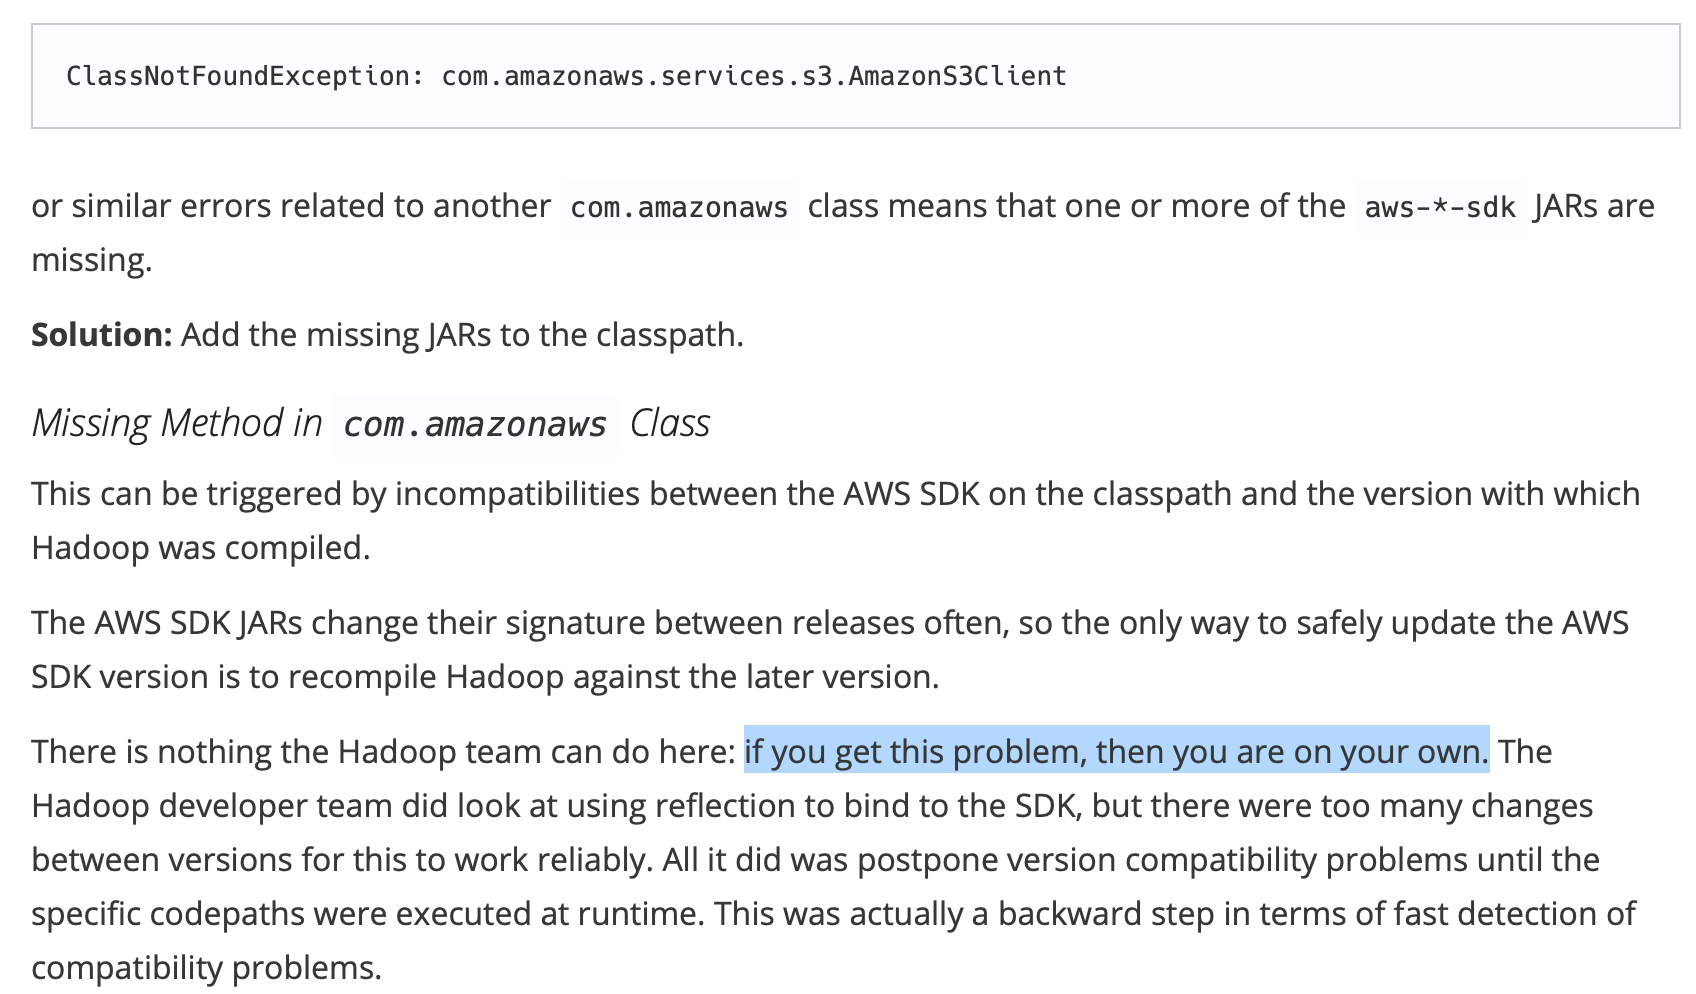 ClassNotFoundException: com.amazonaws.services.s3.AmazonS3Client
or similar errors related to another com.amazonaws class means that one or more of the aws-*-sdk JARs are
missing.
Solution: Add the missing JARs to the classpath.
Missing Method in com.amazonaws Class
This can be triggered by incompatibilities between the AWS SDK on the classpath and the version with which
Hadoop was compiled.
The AWS SDK JARs change their signature between releases often, so the only way to safely update the AWS
SDK version is to recompile Hadoop against the later version.
There is nothing the Hadoop team can do here: if you get this problem, then you are on your own. The
Hadoop developer team did look at using reflection to bind to the SDK, but there were too many changes
between versions for this to work reliably. All it did was postpone version compatibility problems until the
specific codepaths were executed at runtime. This was actually a backward step in terms of fast detection of
compatibility problems.